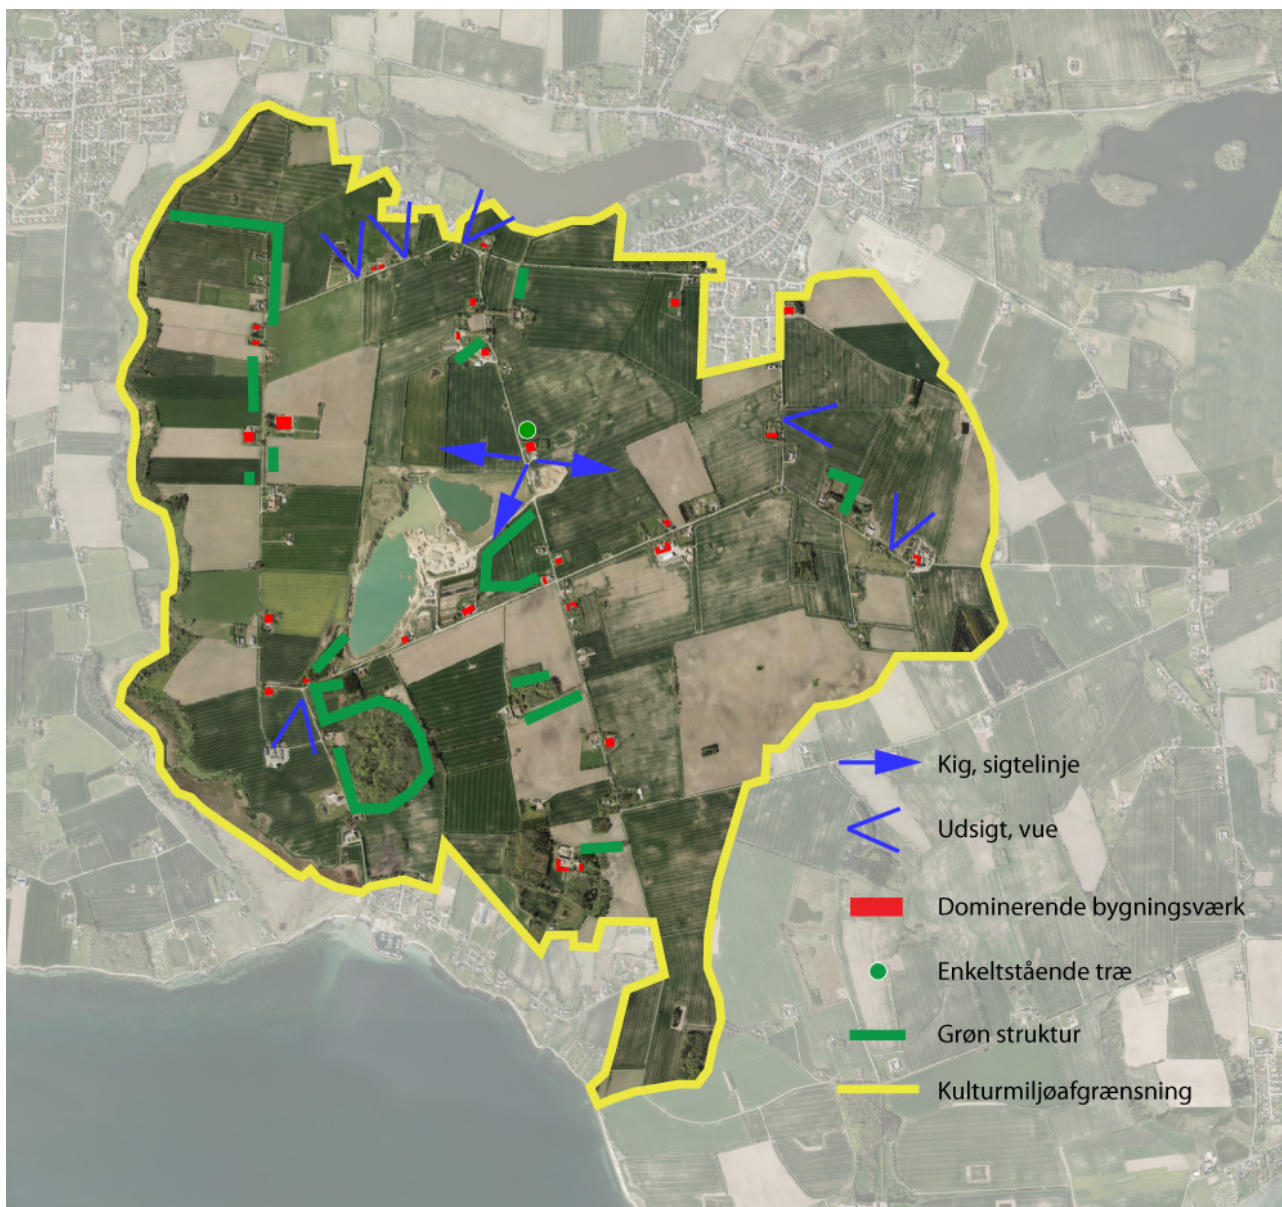 Kig, sigtelinje
Udsigt, vue
Dominerende bygningsværk
Enkeltstående træ
Grøn struktur
Kulturmiljøafgrænsning